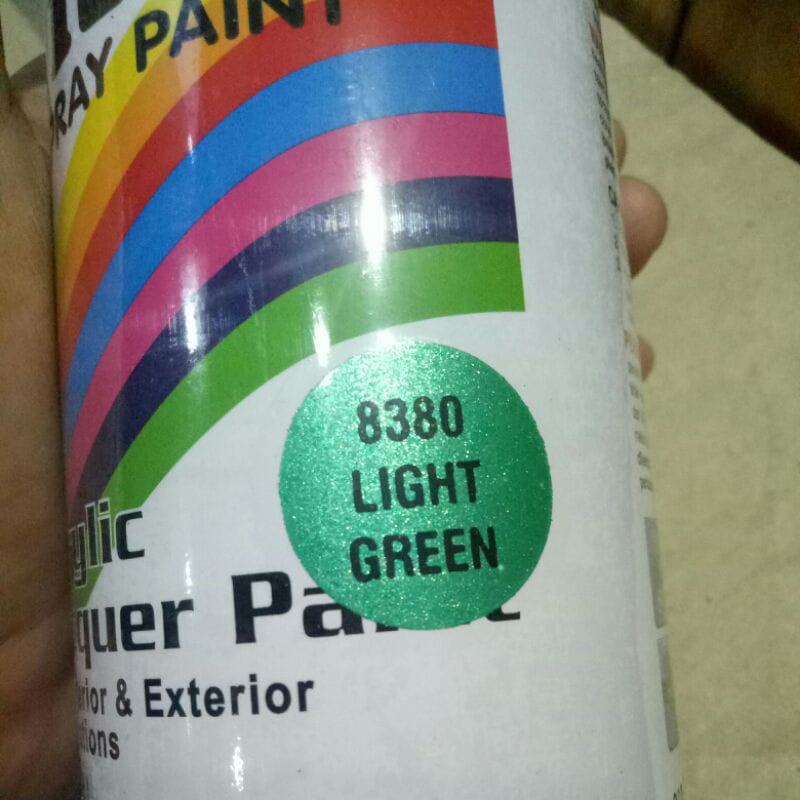 RAY PAINT
8380
LIGHT
GREEN
ylic
quer Pa
rior & Exterior
tions